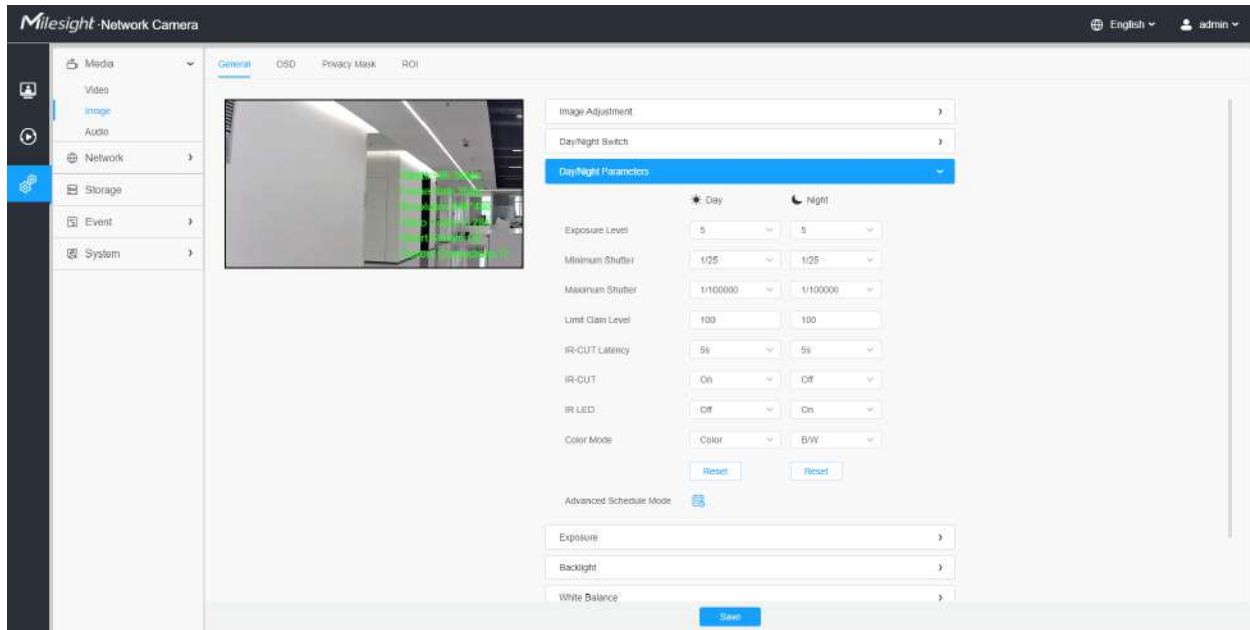 Milesight · Network Camera
English
admin
Media
Video
Image
Audio
Network
Storage
Event
System
General OSD Privacy Mask ROI
Image Adjustment
Day/Night Switch
Day/Night Parameters
Day Night
Exposure Level 5 5
Minimum Shutter 1/25 1/25
Maximum Shutter 1/100000 1/100000
Limit Gain Level 100 100
IR-CUT Latency 5s 5s
IR-CUT On Off
IR LED Off On
Color Mode Color B/W
Reset Reset
Advanced Schedule Mode
Exposure
Backlight
White Balance
Save